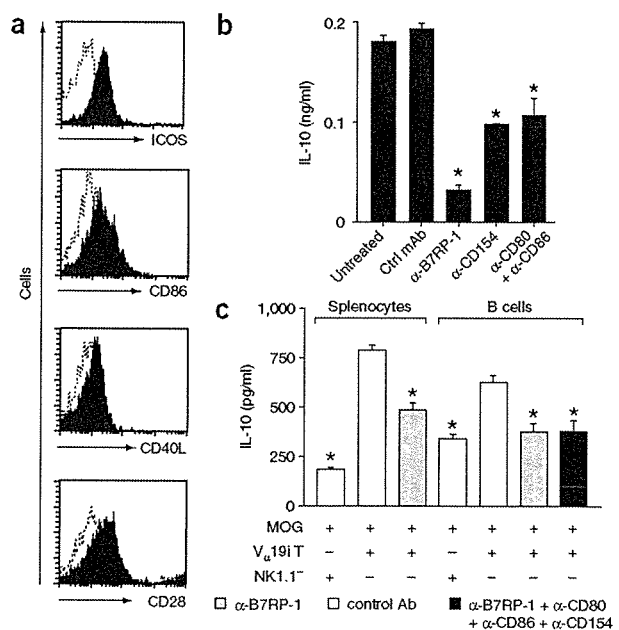 a
Cells
ICOS
CD86
CD40L
CD28
b
IL-10 (ng/ml)
0.2
0.1
0
Untreated
Ctrl mAb
α-B7RP-1
α-CD154
α-CD80
+ α-CD86
* * *
c
IL-10 (pg/ml)
1,000
750
500
250
0
Splenocytes B cells
* * * * *
MOG + + + + + + +
Vα19i T – + + – + + +
NK1.1– + – – + – – –
α-B7RP-1 control Ab α-B7RP-1 + α-CD80
+ α-CD86 + α-CD154